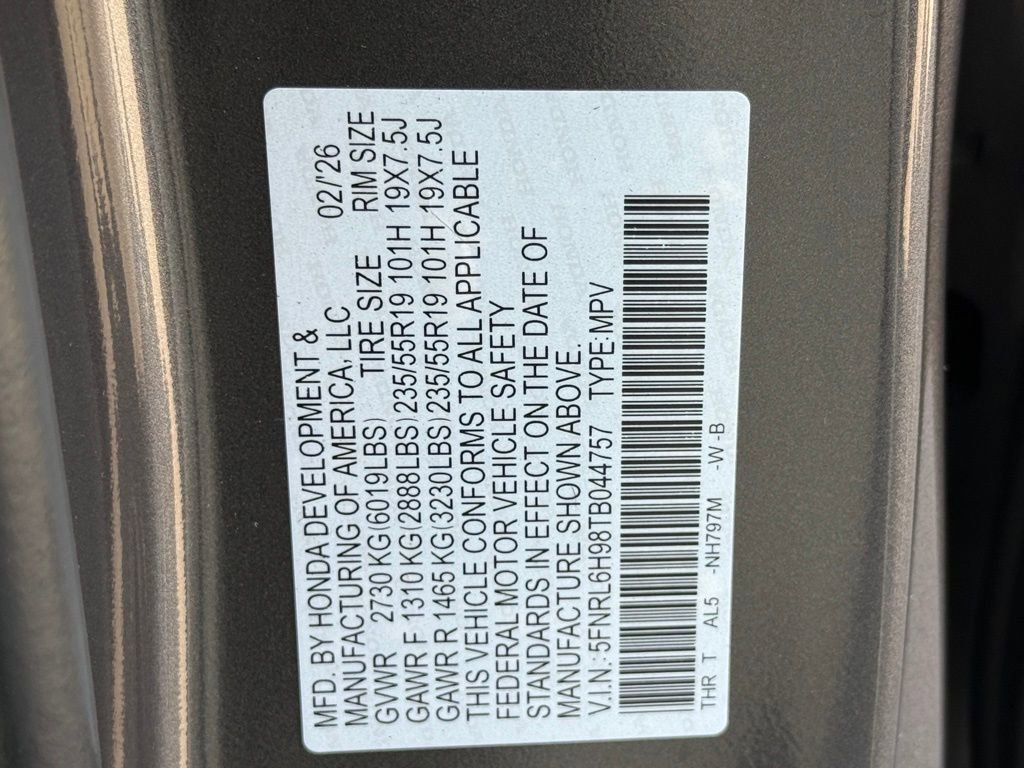 MFD. BY HONDA DEVELOPMENT &
MANUFACTURING OF AMERICA, LLC 02/'26
GVWR 2730 KG(6019LBS) TIRE SIZE RIM SIZE
GAWR F 1310 KG(2888LBS) 235/55R19 101H 19X7.5J
GAWR R 1465 KG(3230LBS) 235/55R19 101H 19X7.5J
THIS VEHICLE CONFORMS TO ALL APPLICABLE
FEDERAL MOTOR VEHICLE SAFETY
STANDARDS IN EFFECT ON THE DATE OF
MANUFACTURE SHOWN ABOVE.
V.I.N.:5FNRL6H98TB044757 TYPE:MPV
THR T AL5 -NH797M -W -B